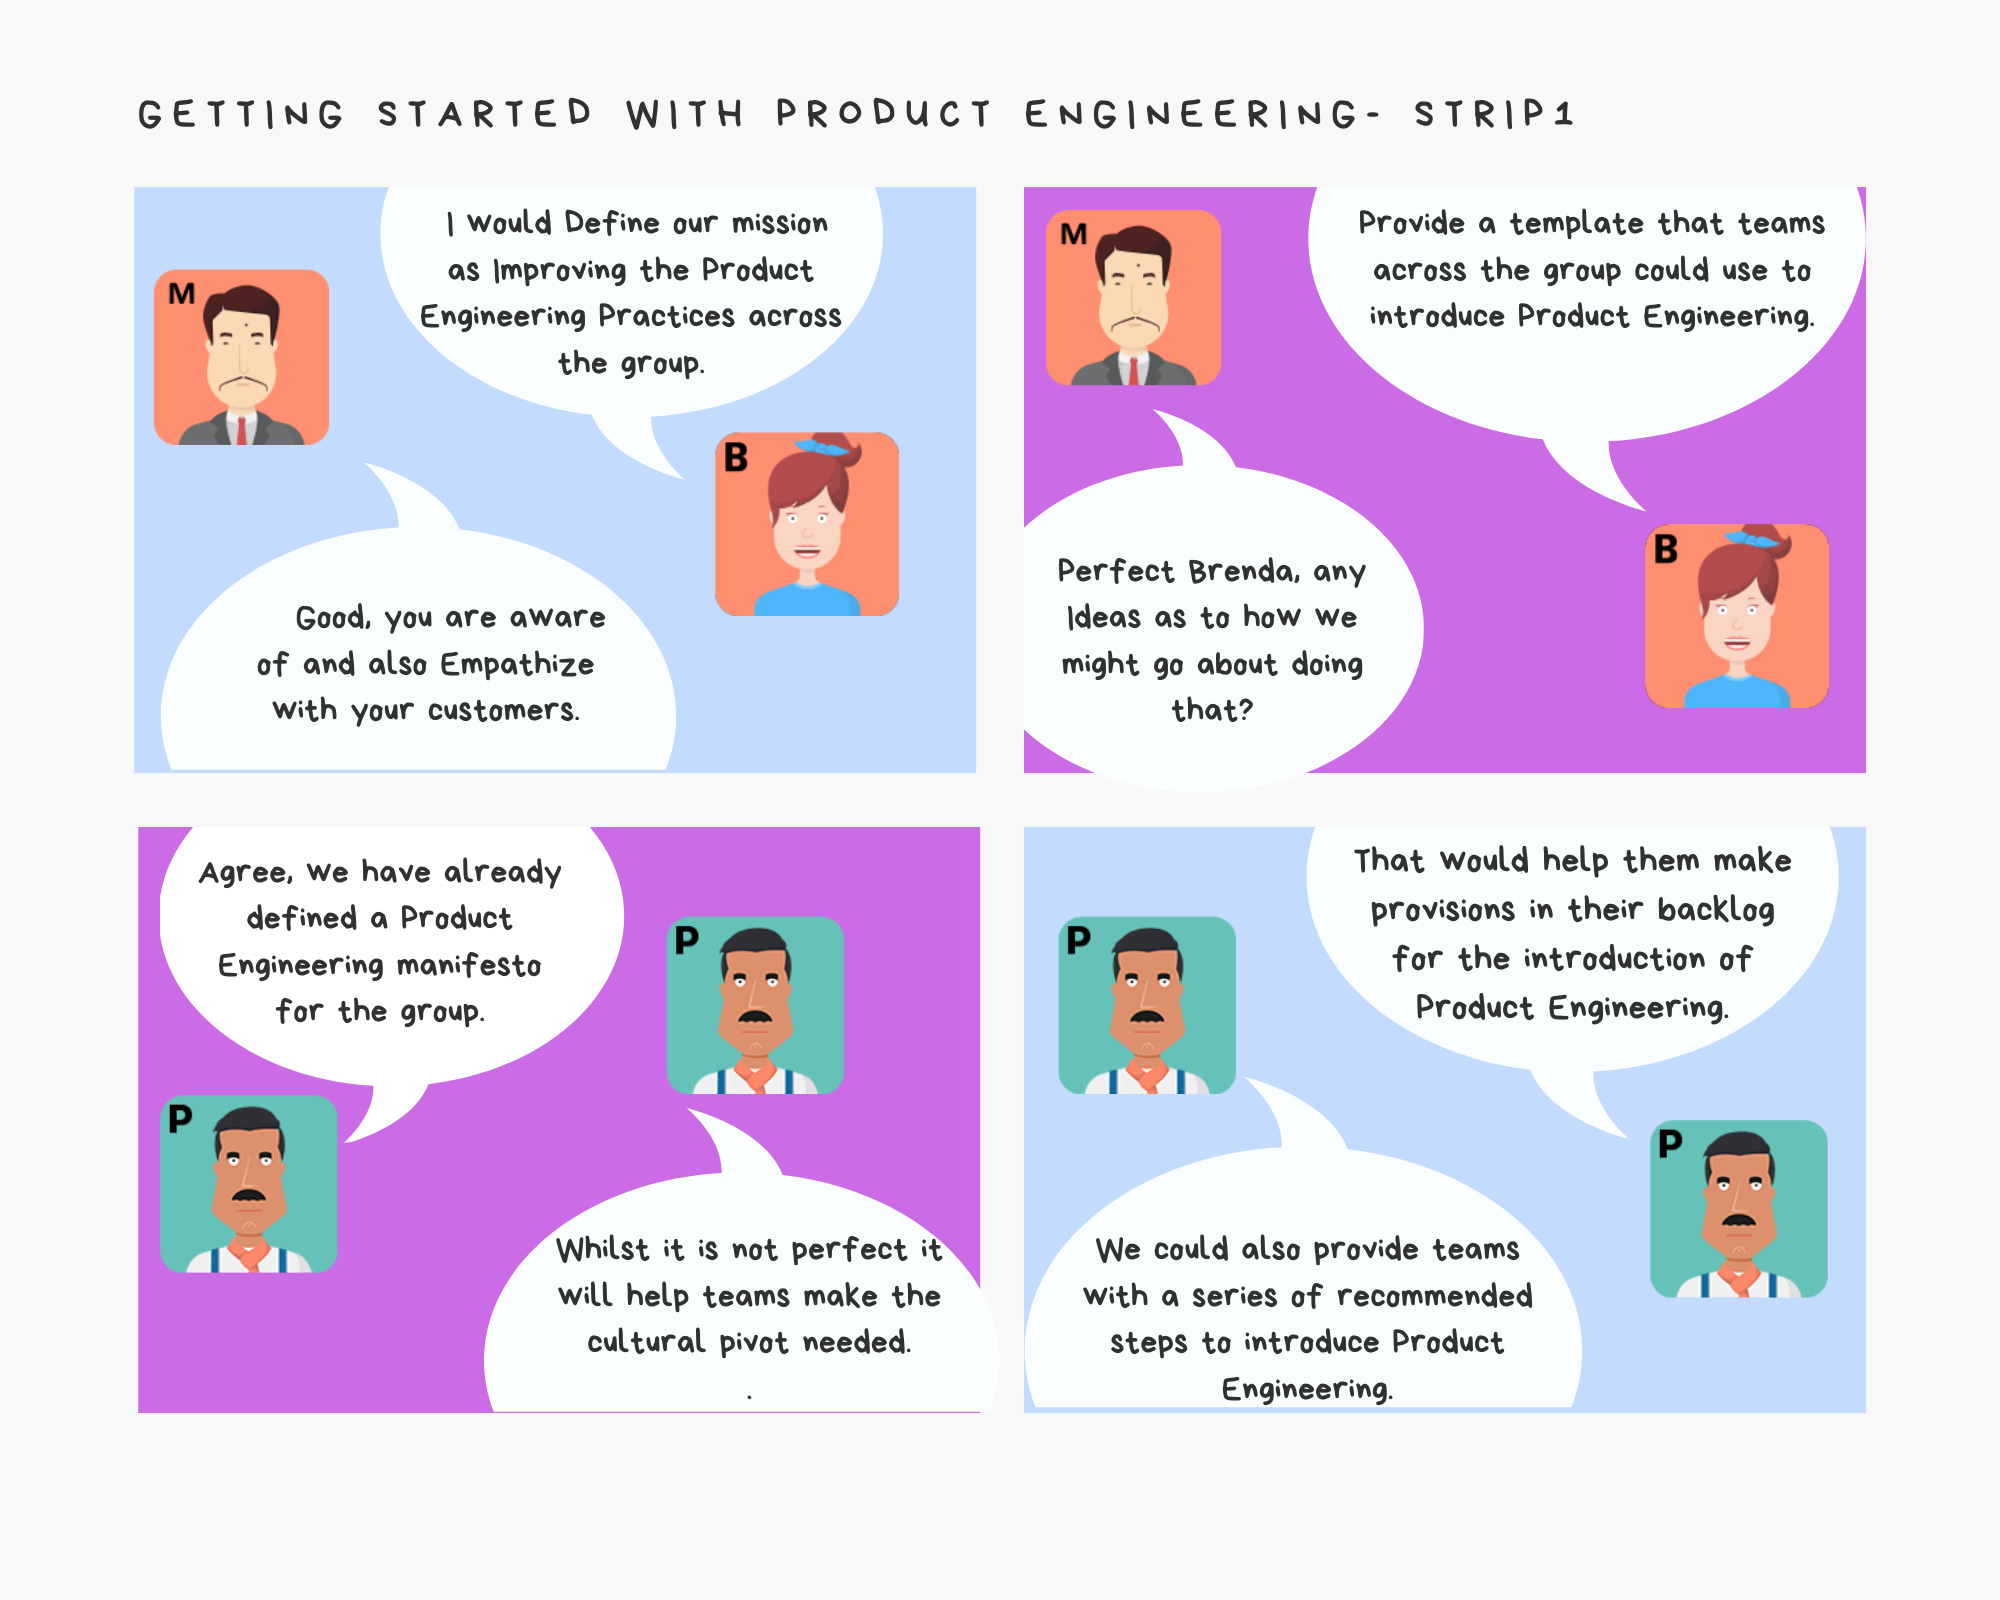 GETTING STARTED WITH PRODUCT ENGINEERING- STRIP1
I would Define our mission
as Improving the Product
Engineering Practices across
the group.
M
B
Good, you are aware
of and also Empathize
with your customers.
Provide a template that teams
across the group could use to
introduce Product Engineering.
M
B
Perfect Brenda, any
Ideas as to how we
might go about doing
that?
Agree, we have already
defined a Product
Engineering manifesto
for the group.
P
P
Whilst it is not perfect it
will help teams make the
cultural pivot needed.
.
That would help them make
provisions in their backlog
for the introduction of
Product Engineering.
P
P
We could also provide teams
with a series of recommended
steps to introduce Product
Engineering.